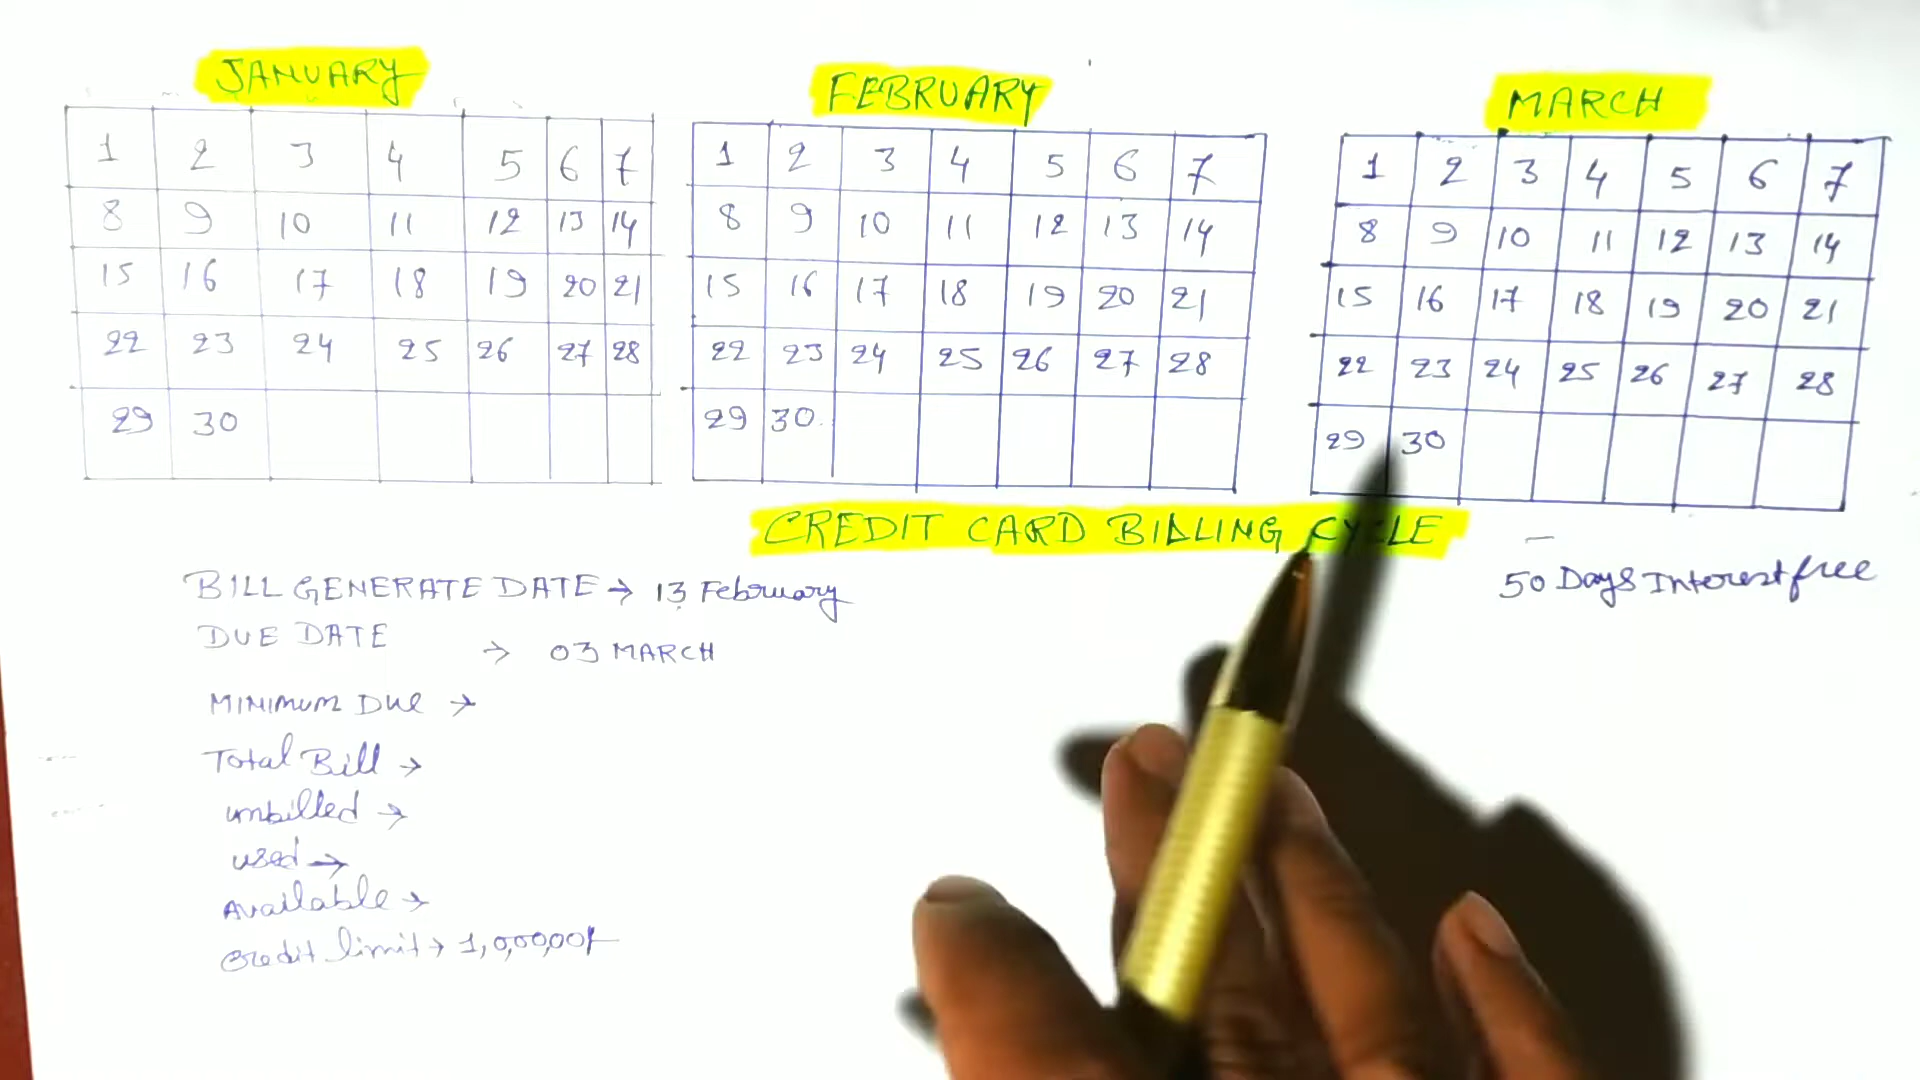 JANUARY
1 2 3 4 5 6 7
8 9 10 11 12 13 14
15 16 17 18 19 20 21
22 23 24 25 26 27 28
29 30
FEBRUARY
1 2 3 4 5 6 7
8 9 10 11 12 13 14
15 16 17 18 19 20 21
22 23 24 25 26 27 28
29 30
MARCH
1 2 3 4 5 6 7
8 9 10 11 12 13 14
15 16 17 18 19 20 21
22 23 24 25 26 27 28
29 30
CREDIT CARD BILLING CYCLE
50 Days Interest free
BILL GENERATE DATE → 13 February
DUE DATE → 03 MARCH
MINIMUM DUE →
Total Bill →
unbilled →
used →
Available →
Credit limit →